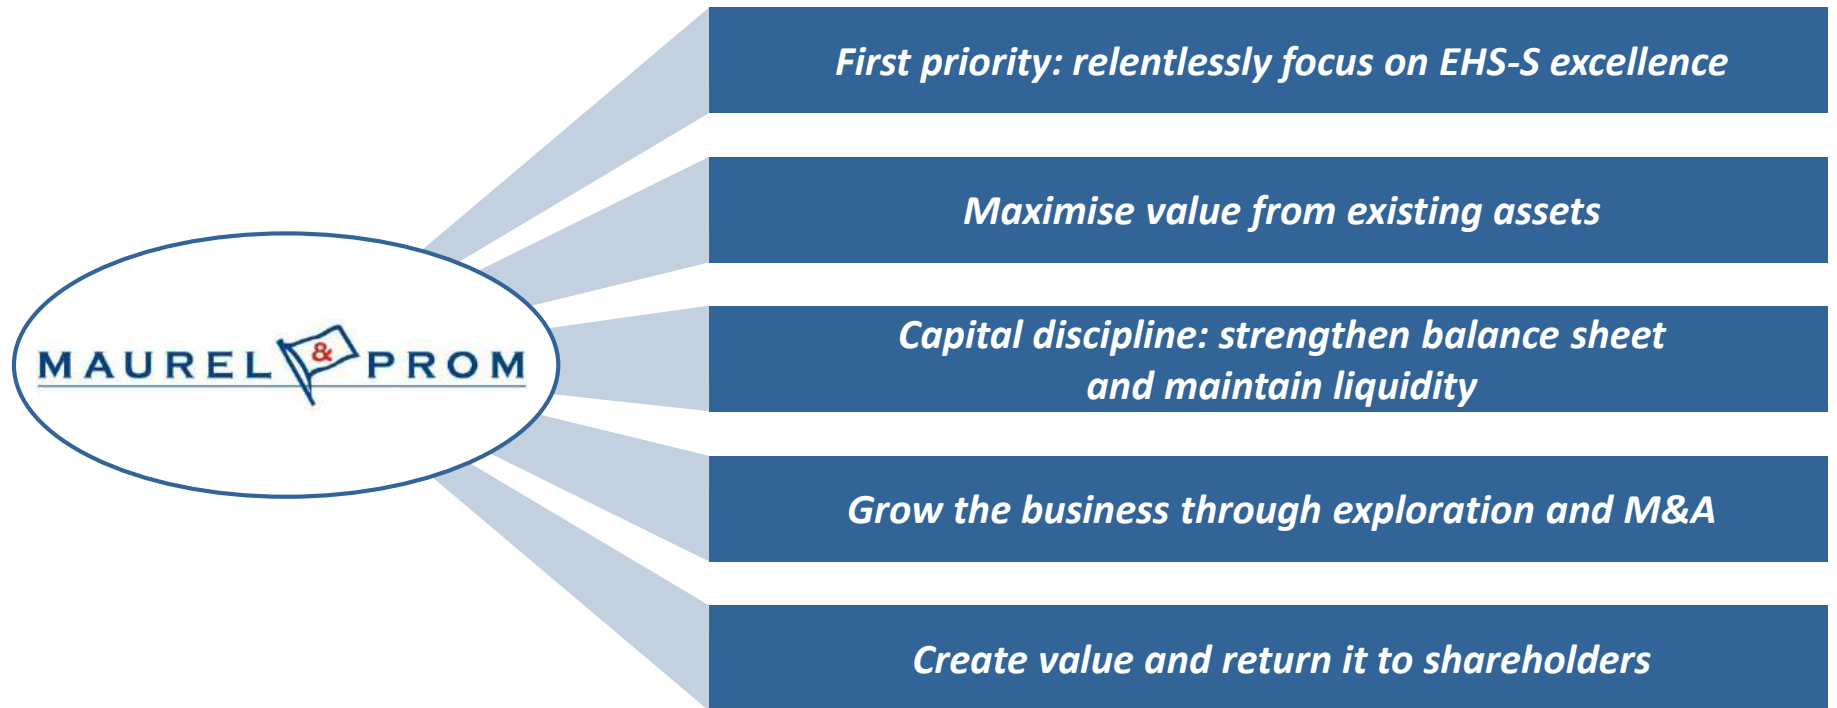 First priority: relentlessly focus on EHS-S excellence
Maximise value from existing assets
MAUREL & PROM
Capital discipline: strengthen balance sheet
and maintain liquidity
Grow the business through exploration and M&A
Create value and return it to shareholders